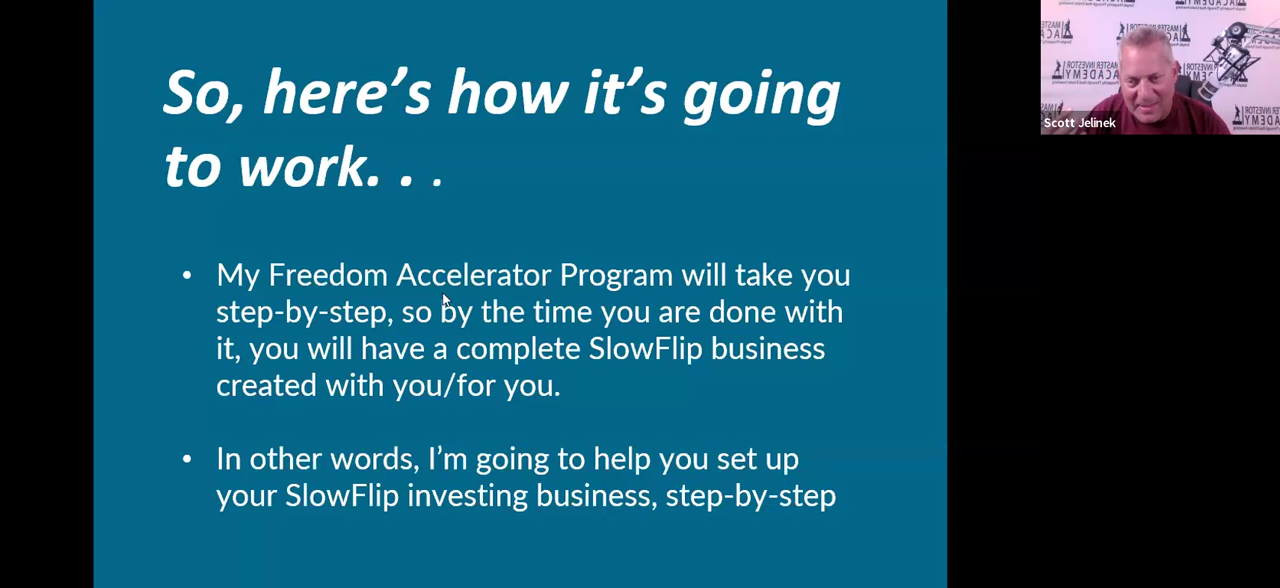 So, here's how it's going
to work. . .
• My Freedom Accelerator Program will take you
step-by-step, so by the time you are done with
it, you will have a complete SlowFlip business
created with you/for you.
• In other words, I'm going to help you set up
your SlowFlip investing business, step-by-step
Scott Jelinek